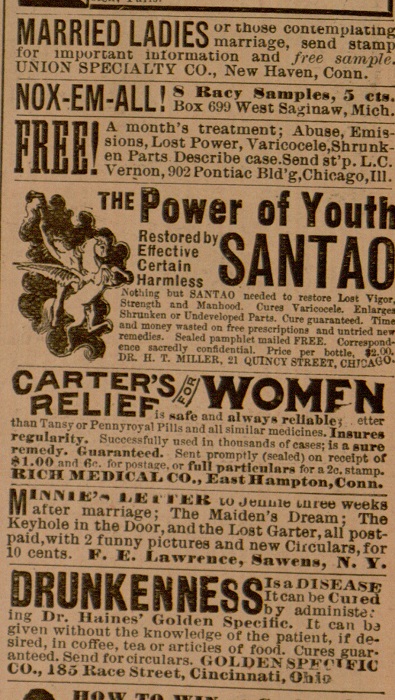 MARRIED LADIES or those contemplating
marriage, send stamp
for important information and free sample.
UNION SPECIALTY CO., New Haven, Conn.
NOX-EM-ALL! 8 Racy Samples, 5 cts.
Box 699 West Saginaw, Mich.
FREE! A month's treatment; Abuse, Emis-
sions, Lost Power, Varicocele, Shrunk-
en Parts Describe case. Send st'p. L.C.
Vernon, 902 Pontiac Bld'g, Chicago, Ill.
THE Power of Youth
Restored by
Effective
Certain
Harmless
SANTAO
Nothing but SANTAO needed to restore Lost Vigor,
Strength and Manhood. Cures Varicocele. Enlarges
Shrunken or Undeveloped Parts. Cure guaranteed. Time
and money wasted on free prescriptions and untried new
remedies. Sealed pamphlet mailed FREE. Correspond-
ence sacredly confidential. Price per bottle, $2.00.
DR. H. T. MILLER, 21 QUINCY STREET, CHICAGO.
CARTER'S RELIEF FOR WOMEN
is safe and always reliable; etter
than Tansy or Pennyroyal Pills and all similar medicines. Insures
regularity. Successfully used in thousands of cases; is a sure
remedy. Guaranteed. Sent promptly (sealed) on receipt of
$1.00 and 6c. for postage, or full particulars for a 2c. stamp.
RICH MEDICAL CO., East Hampton, Conn.
MINNIE'S LETTER to Jennie three weeks
after marriage; The Maiden's Dream; The
Keyhole in the Door, and the Lost Garter, all post-
paid, with 2 funny pictures and new Circulars, for
10 cents. F. E. Lawrence, Sawens, N. Y.
DRUNKENNESS Is a DISEASE
It can be Cured
by administer
ing Dr. Haines' Golden Specific. It can be
given without the knowledge of the patient, if de-
sired, in coffee, tea or articles of food. Cures guar-
anteed. Send for circulars. GOLDEN SPECIFIC
CO., 185 Race Street, Cincinnati, Ohio
HOW TO WIN